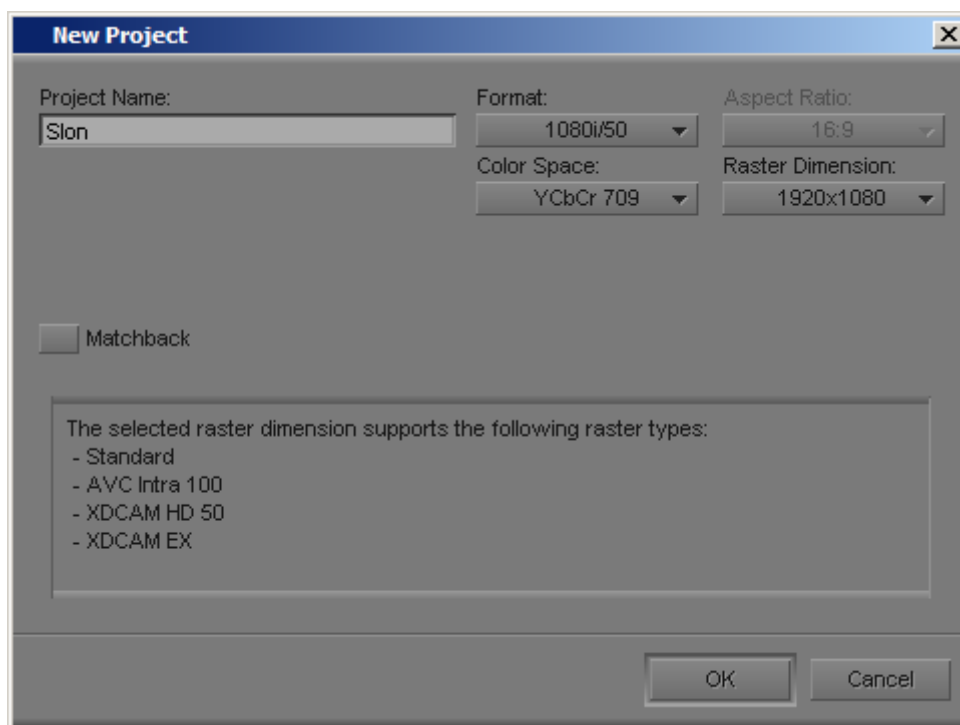 New Project
Project Name:
Slon
Format:
1080i/50
Aspect Ratio:
16:9
Color Space:
YCbCr 709
Raster Dimension:
1920x1080
Matchback
The selected raster dimension supports the following raster types:
- Standard
- AVC Intra 100
- XDCAM HD 50
- XDCAM EX
OK
Cancel